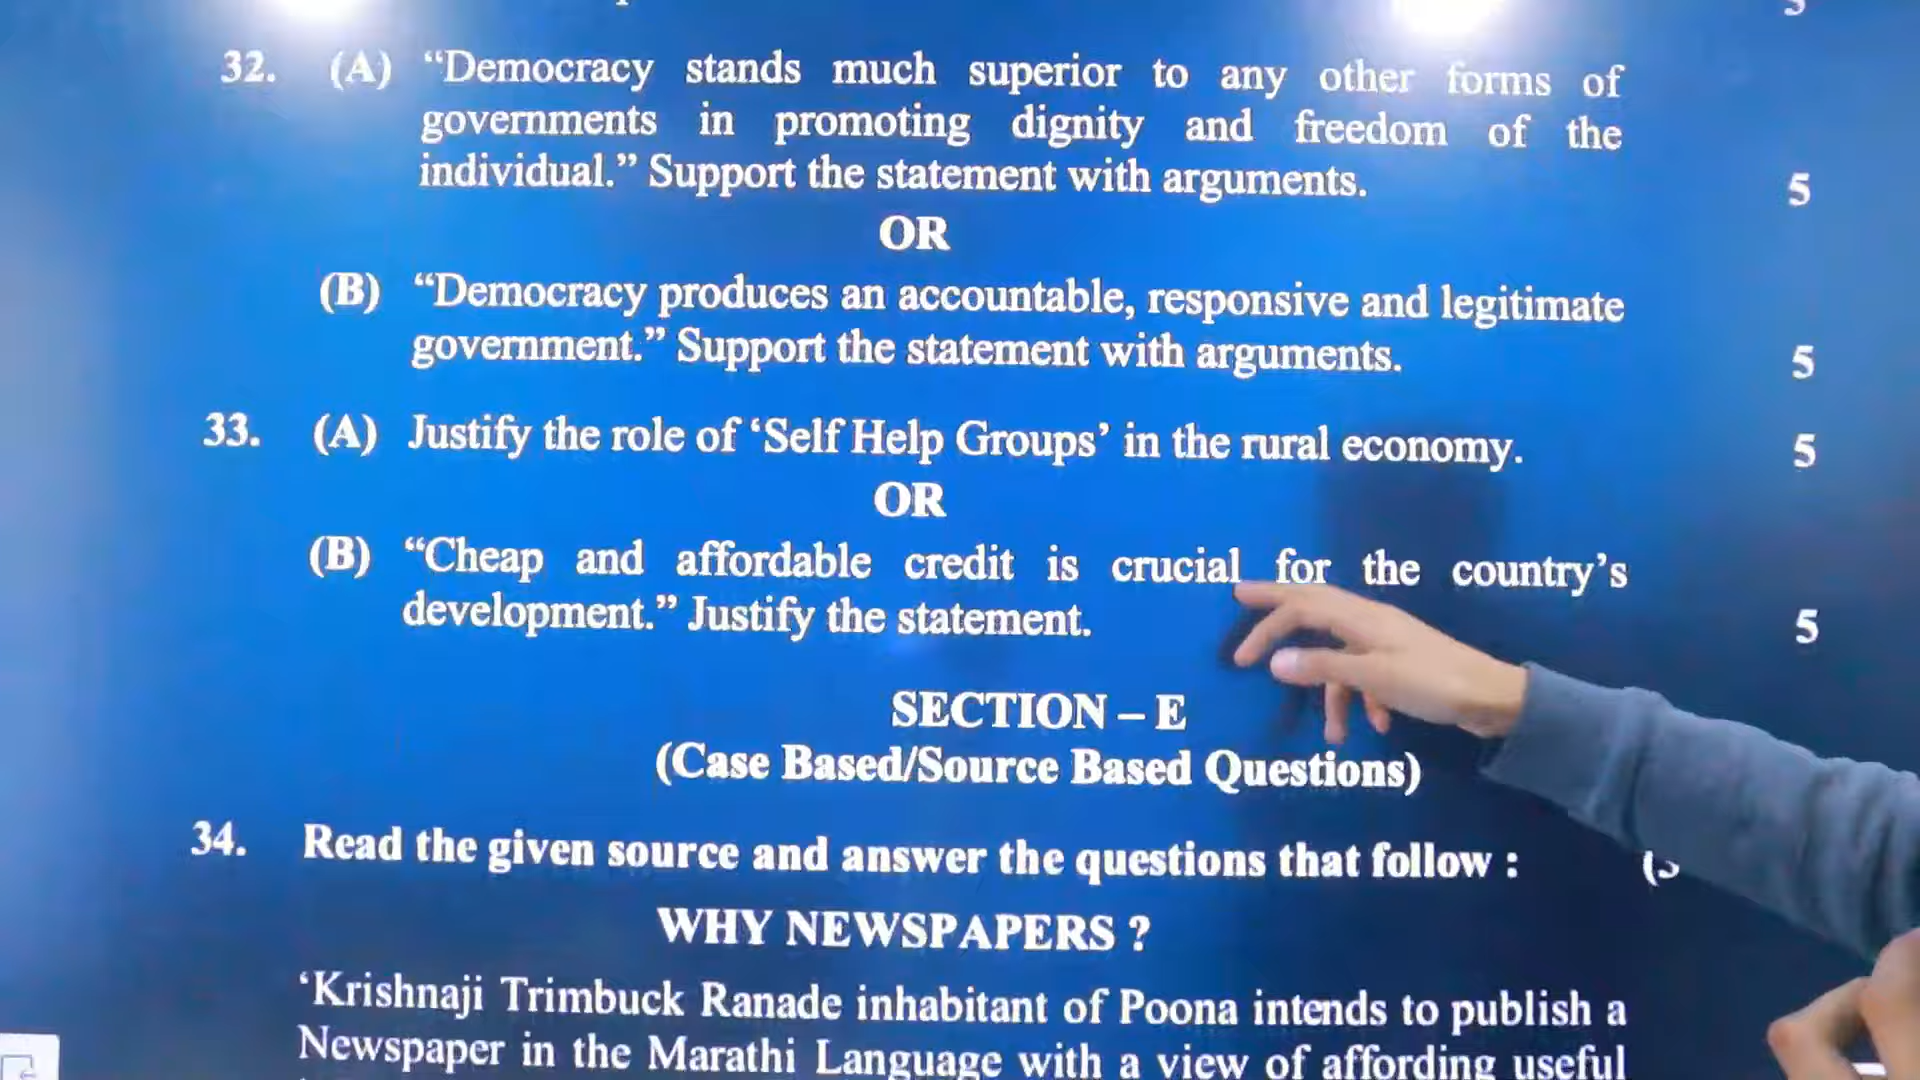 5
32. (A) “Democracy stands much superior to any other forms of
governments in promoting dignity and freedom of the
individual.” Support the statement with arguments. 5
OR
(B) “Democracy produces an accountable, responsive and legitimate
government.” Support the statement with arguments. 5
33. (A) Justify the role of ‘Self Help Groups’ in the rural economy. 5
OR
(B) “Cheap and affordable credit is crucial for the country’s
development.” Justify the statement. 5
SECTION – E
(Case Based/Source Based Questions)
34. Read the given source and answer the questions that follow :
WHY NEWSPAPERS ?
‘Krishnaji Trimbuck Ranade inhabitant of Poona intends to publish a
Newspaper in the Marathi Language with a view of affording useful